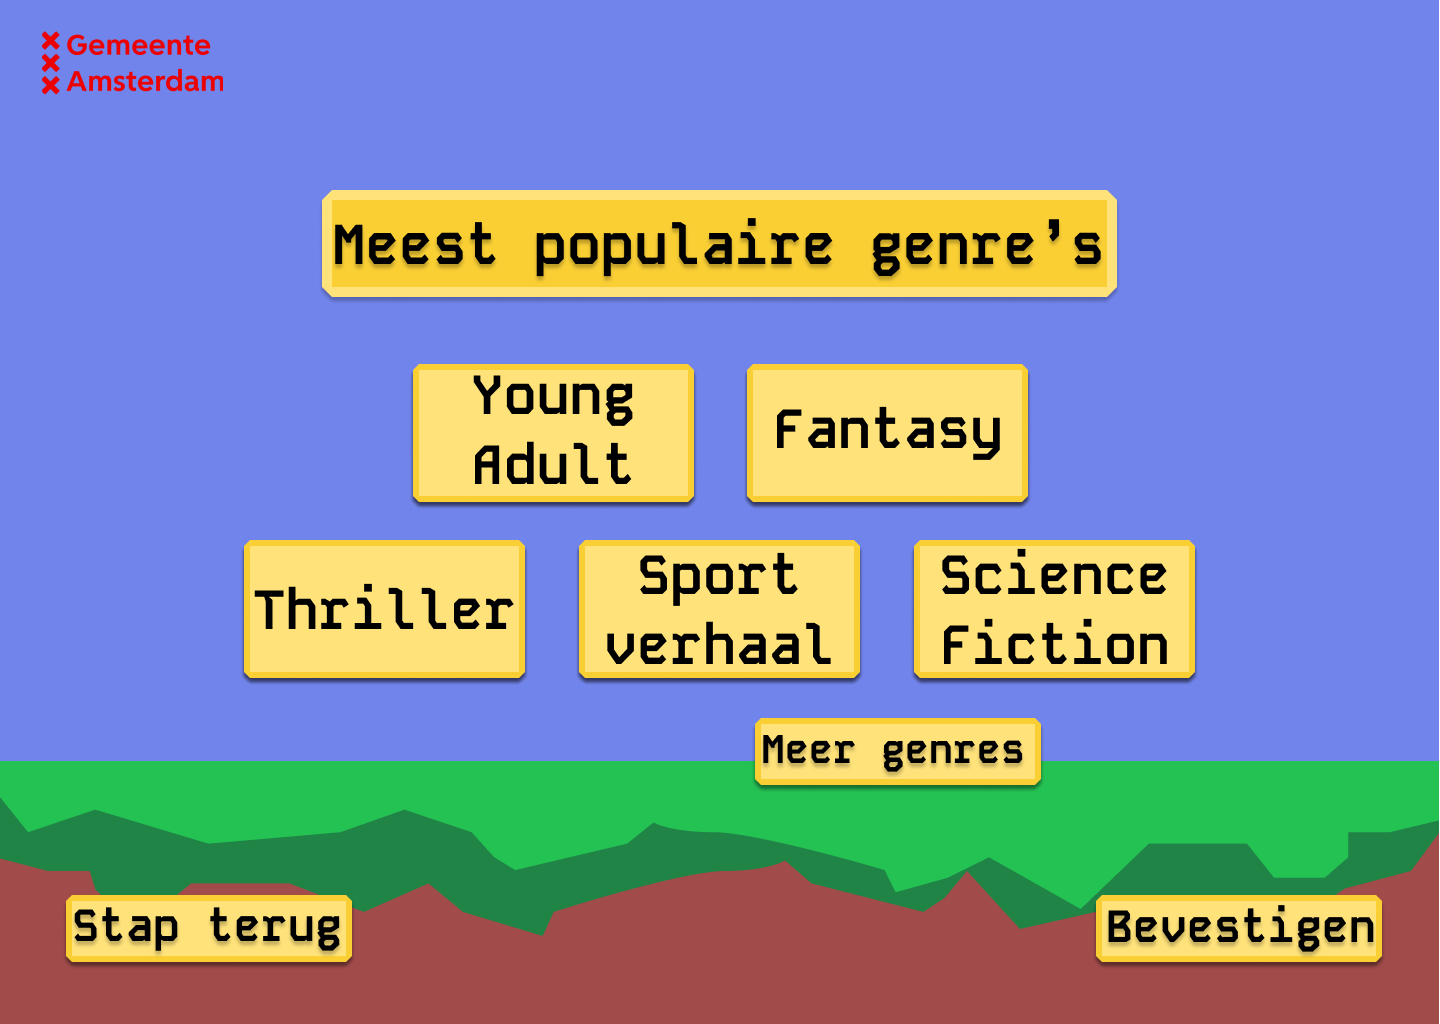 Gemeente
Amsterdam
Meest populaire genre's
Young
Adult
Fantasy
Thriller
Sport
verhaal
Science
Fiction
Meer genres
Stap terug
Bevestigen